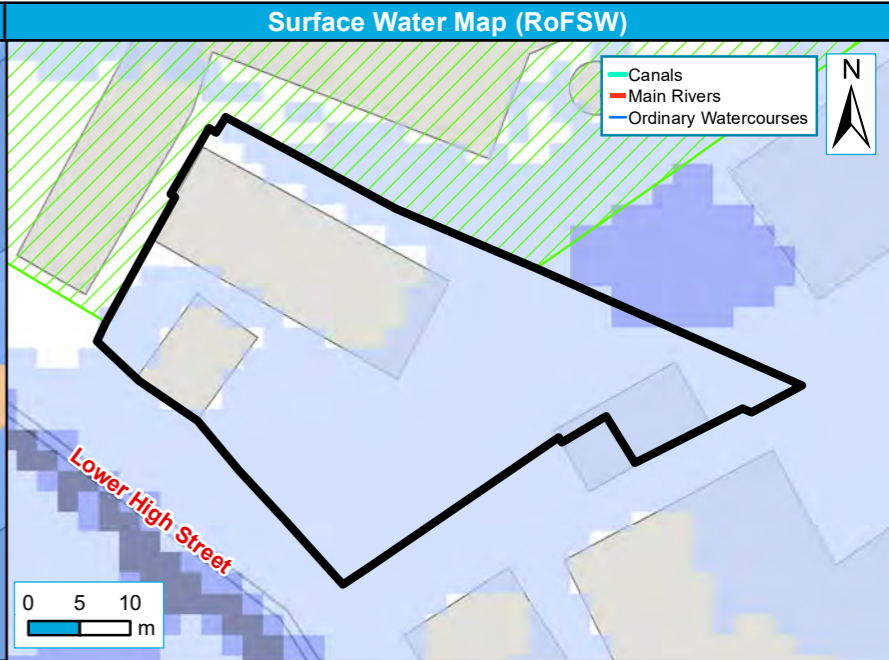 Surface Water Map (RoFSW)
Canals
Main Rivers
Ordinary Watercourses
N
Lower High Street
0 5 10
m